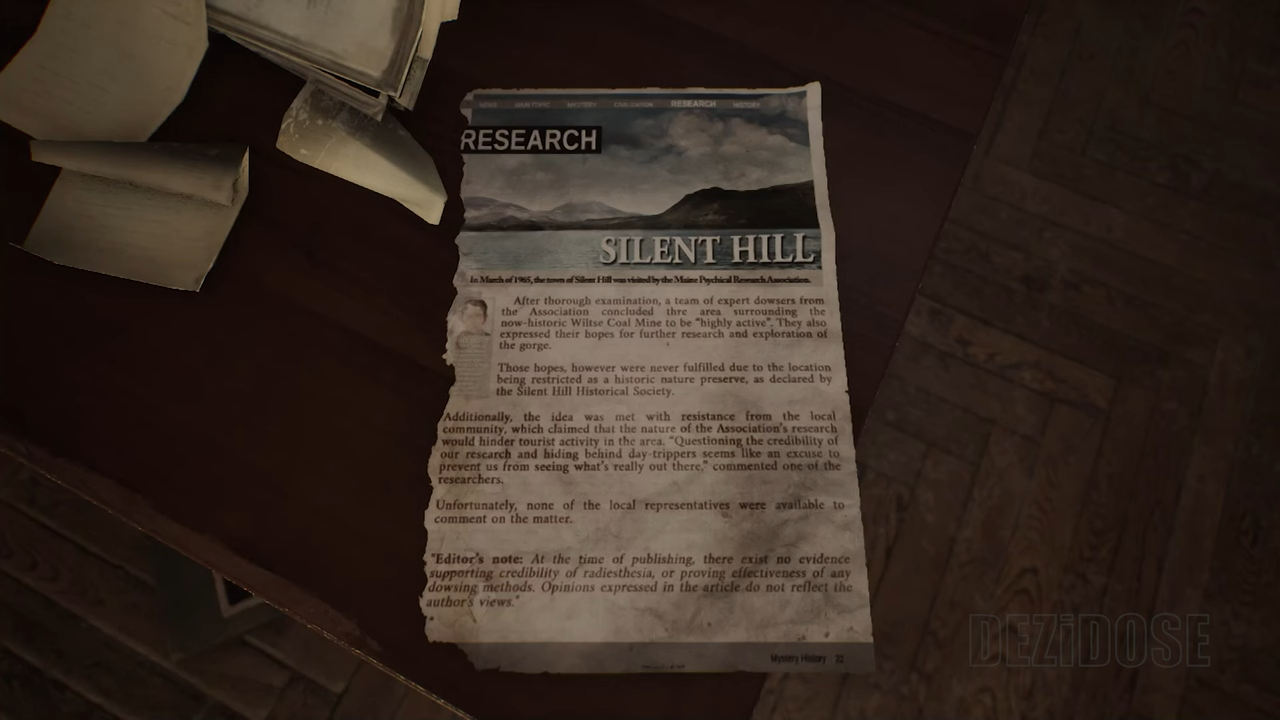 NEWS MAIN TOPIC MYSTERY CIVILIZATION RESEARCH HISTORY
RESEARCH
SILENT HILL
In March of 1965, the town of Silent Hill was visited by the Maine Psychical Research Association.
After thorough examination, a team of expert dowsers from
the Association concluded thre area surrounding the
now-historic Wiltse Coal Mine to be "highly active". They also
expressed their hopes for further research and exploration of
the gorge.
Those hopes, however were never fulfilled due to the location
being restricted as a historic nature preserve, as declared by
the Silent Hill Historical Society.
Additionally, the idea was met with resistance from the local
community, which claimed that the nature of the Association's research
would hinder tourist activity in the area. "Questioning the credibility of
our research and hiding behind day-trippers seems like an excuse to
prevent us from seeing what's really out there," commented one of the
researchers.
Unfortunately, none of the local representatives were available to
comment on the matter.
"Editor's note: At the time of publishing, there exist no evidence
supporting credibility of radiesthesia, or proving effectiveness of any
dowsing methods. Opinions expressed in the article do not reflect the
author's views."
Mystery History
DEZiDOSE